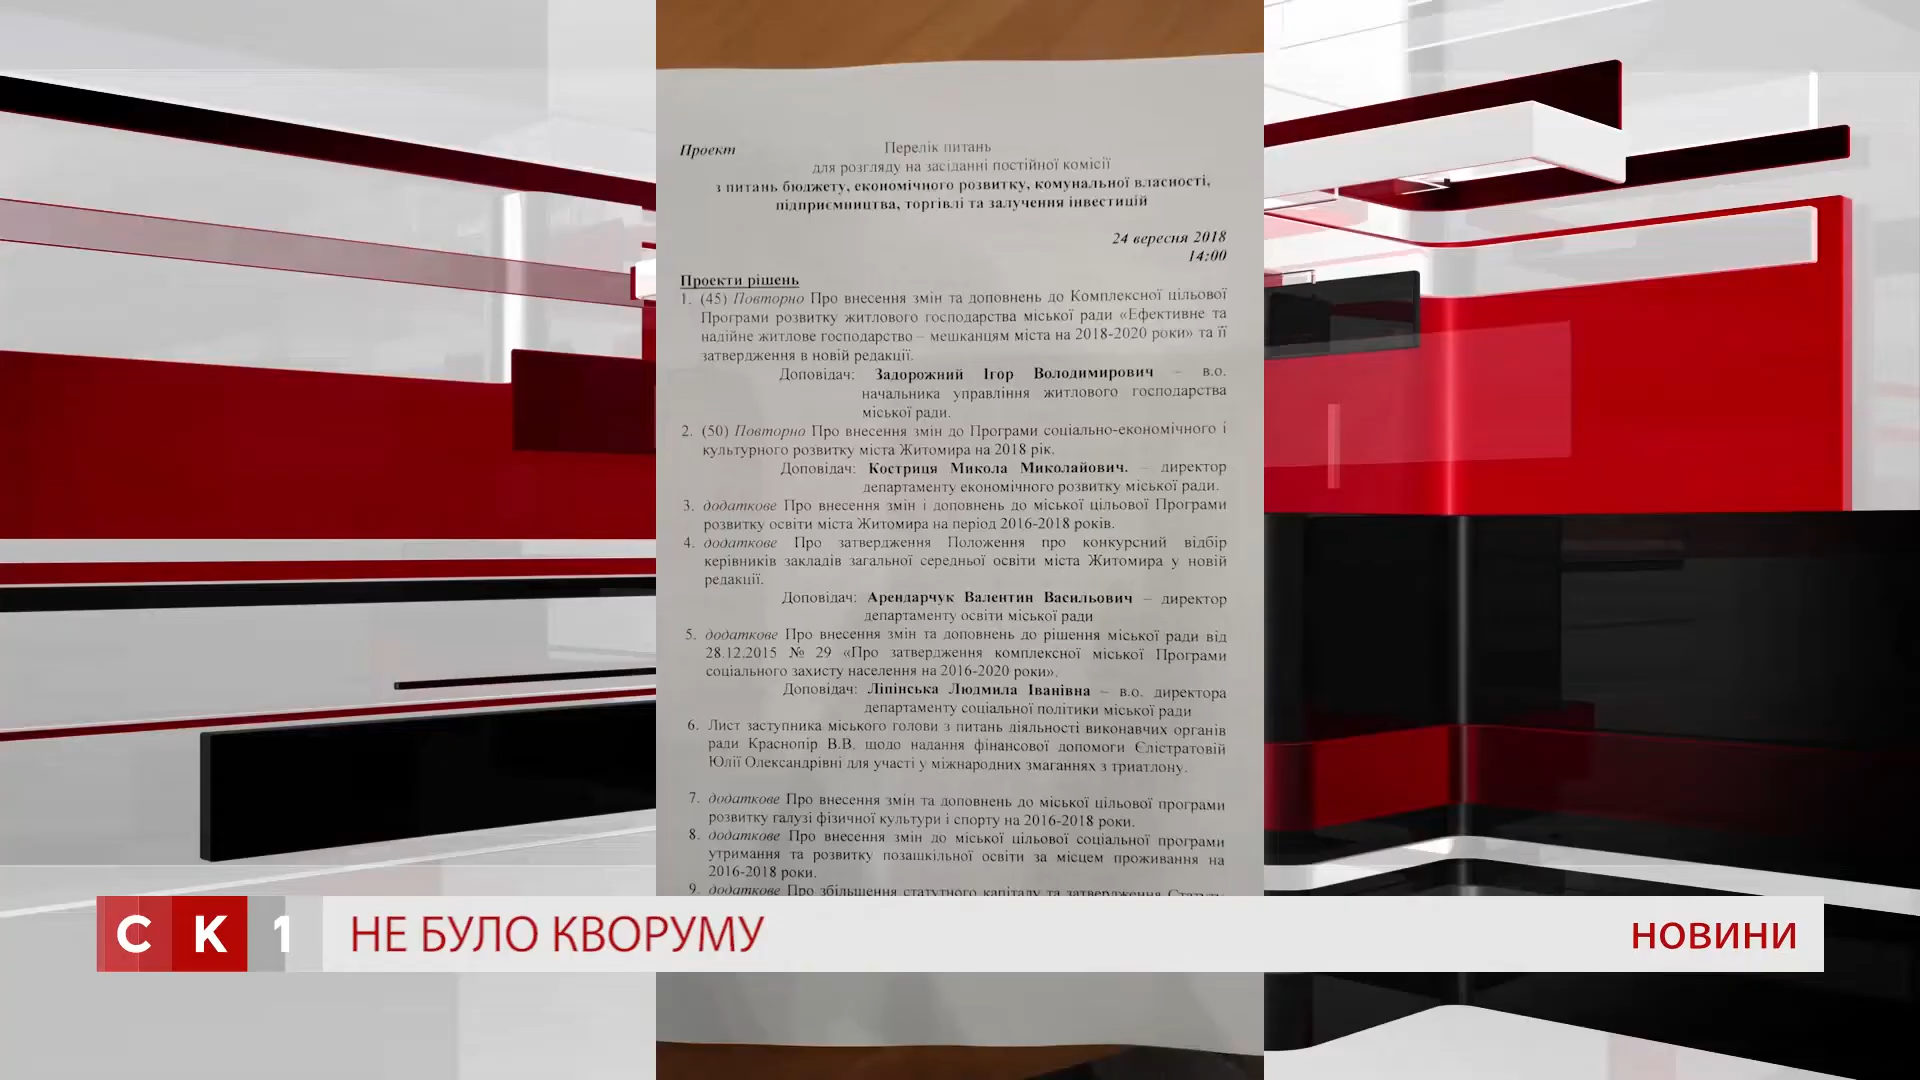 Проект
Перелік питань
для розгляду на засіданні постійної комісії
з питань бюджету, економічного розвитку, комунальної власності,
підприємництва, торгівлі та залучення інвестицій
24 вересня 2018
14:00
Проекти рішень
1. (45) Повторно Про внесення змін та доповнень до Комплексної цільової
Програми розвитку житлового господарства міської ради «Ефективне та
надійне житлове господарство – мешканцям міста на 2018-2020 роки» та її
затвердження в новій редакції.
Доповідач: Задорожний Ігор Володимирович – в.о.
начальника управління житлового господарства
міської ради.
2. (50) Повторно Про внесення змін до Програми соціально-економічного і
культурного розвитку міста Житомира на 2018 рік.
Доповідач: Костриця Микола Миколайович. – директор
департаменту економічного розвитку міської ради.
3. додаткове Про внесення змін і доповнень до міської цільової Програми
розвитку освіти міста Житомира на період 2016-2018 років.
4. додаткове Про затвердження Положення про конкурсний відбір
керівників закладів загальної середньої освіти міста Житомира у новій
редакції.
Доповідач: Арендарчук Валентин Васильович – директор
департаменту освіти міської ради
5. додаткове Про внесення змін та доповнень до рішення міської ради від
28.12.2015 № 29 «Про затвердження комплексної міської Програми
соціального захисту населення на 2016-2020 роки».
Доповідач: Ліпінська Людмила Іванівна – в.о. директора
департаменту соціальної політики міської ради
6. Лист заступника міського голови з питань діяльності виконавчих органів
ради Краснопір В.В. щодо надання фінансової допомоги Єлістратовій
Юлії Олександрівні для участі у міжнародних змаганнях з триатлону.
7. додаткове Про внесення змін та доповнень до міської цільової програми
розвитку галузі фізичної культури і спорту на 2016-2018 роки.
8. додаткове Про внесення змін до міської цільової соціальної програми
утримання та розвитку позашкільної освіти за місцем проживання на
2016-2018 роки.
9. додаткове Про збільшення статутного капіталу та затвердження Статуту
СК1 НЕ БУЛО КВОРУМУ НОВИНИ